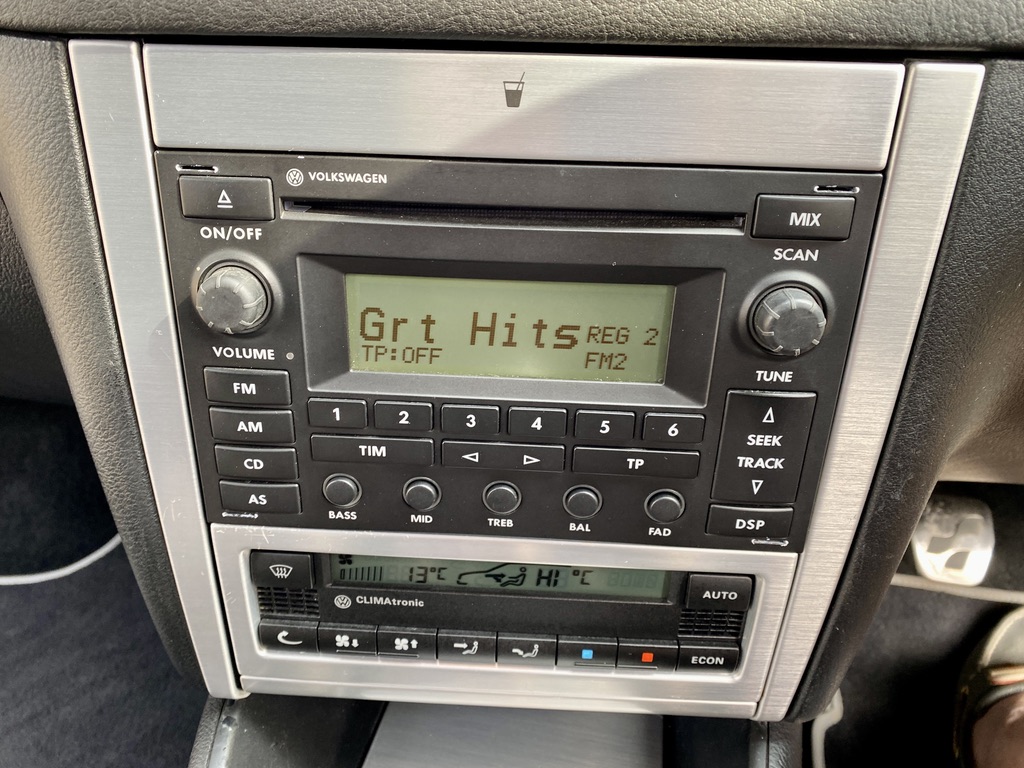 VOLKSWAGEN
MIX
ON/OFF
SCAN
Grt Hits REG 2
TP:OFF FM2
VOLUME
TUNE
FM
AM
CD
AS
1 2 3 4 5 6
TIM TP
SEEK
TRACK
BASS MID TREB BAL FAD
DSP
13°C HI °C
AUTO
CLIMAtronic
ECON